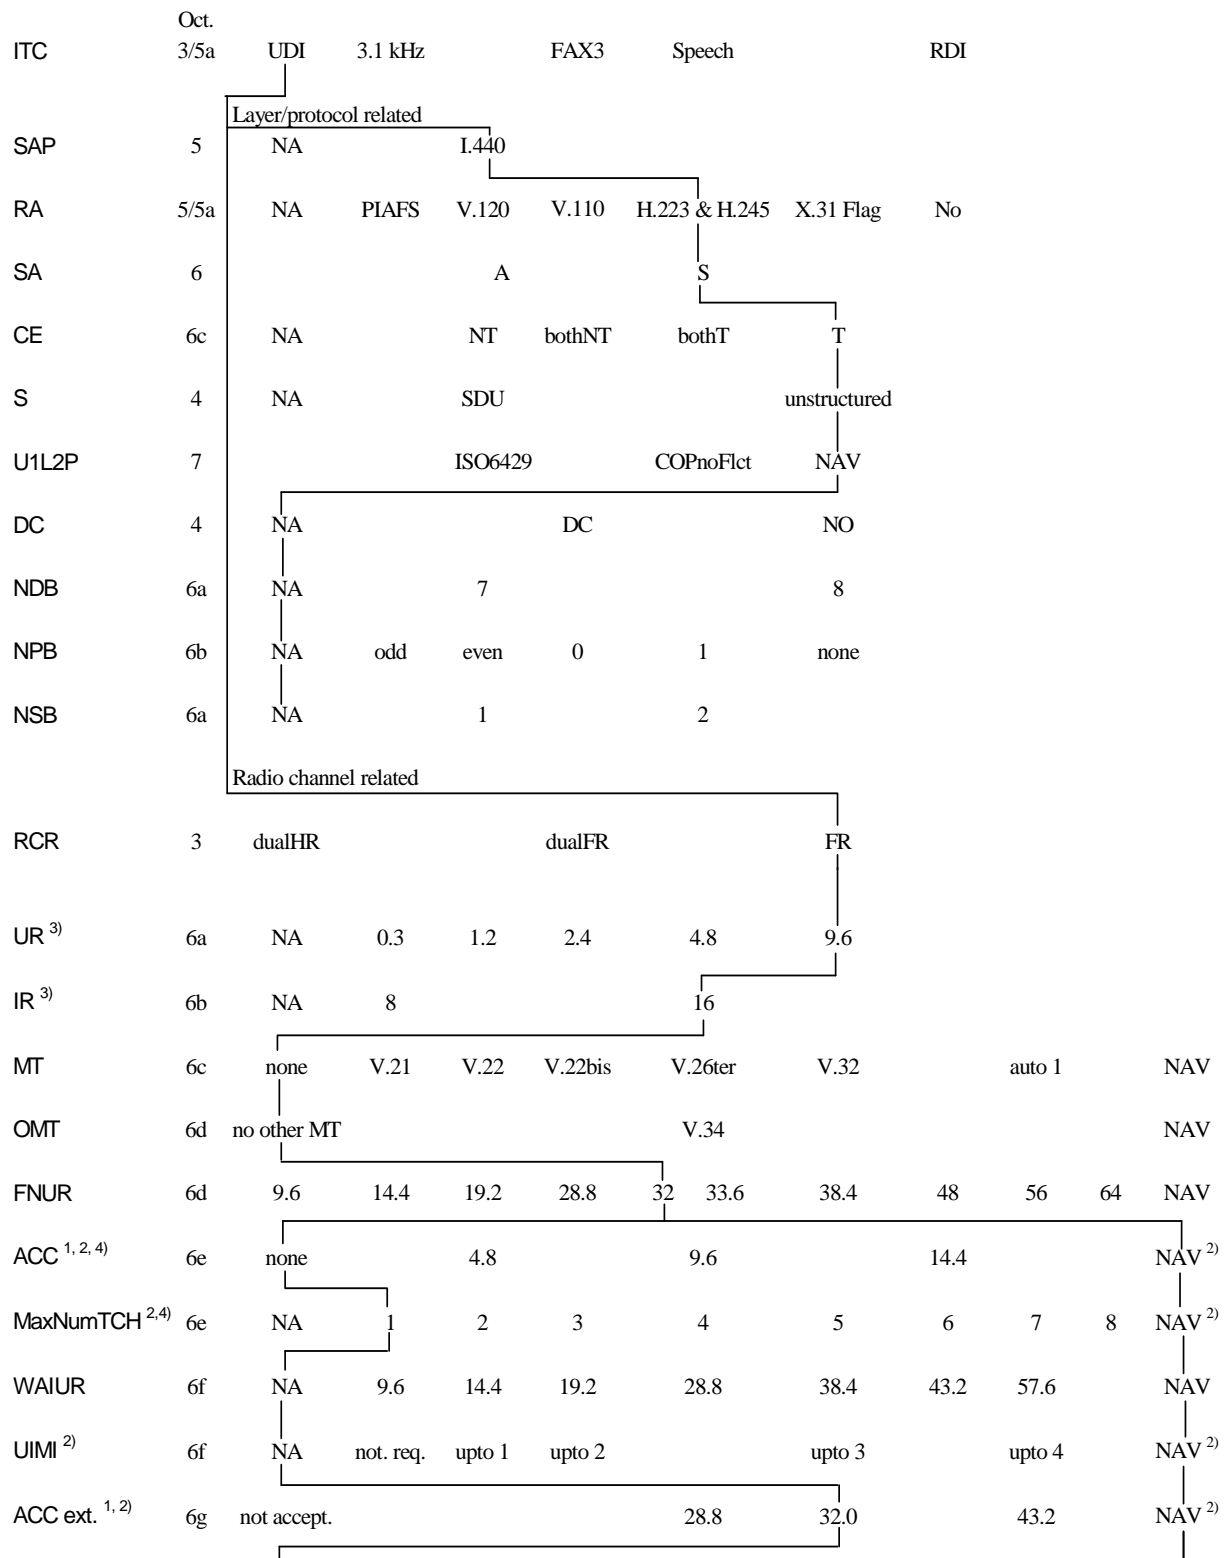 Oct.
ITC 3/5a UDI 3.1 kHz FAX3 Speech RDI
Layer/protocol related
SAP 5 NA I.440
RA 5/5a NA PIAFS V.120 V.110 H.223 & H.245 X.31 Flag No
SA 6 A S
CE 6c NA NT bothNT bothT T
S 4 NA SDU unstructured
U1L2P 7 ISO6429 COPnoFlct NAV
DC 4 NA DC NO
NDB 6a NA 7 8
NPB 6b NA odd even 0 1 none
NSB 6a NA 1 2
Radio channel related
RCR 3 dualHR dualFR FR
UR 3) 6a NA 0.3 1.2 2.4 4.8 9.6
IR 3) 6b NA 8 16
MT 6c none V.21 V.22 V.22bis V.26ter V.32 auto 1 NAV
OMT 6d no other MT V.34 NAV
FNUR 6d 9.6 14.4 19.2 28.8 32 33.6 38.4 48 56 64 NAV
ACC 1, 2, 4) 6e none 4.8 9.6 14.4 NAV 2)
MaxNumTCH 2,4) 6e NA 1 2 3 4 5 6 7 8 NAV 2)
WAIUR 6f NA 9.6 14.4 19.2 28.8 38.4 43.2 57.6 NAV
UIMI 2) 6f NA not. req. upto 1 upto 2 upto 3 upto 4 NAV 2)
ACC ext. 1, 2) 6g not accept. 28.8 32.0 43.2 NAV 2)